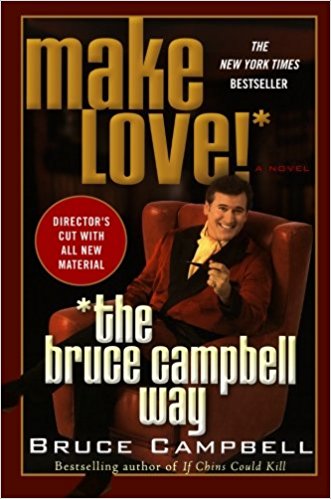 make
Love!*
THE
NEW YORK TIMES
BESTSELLER
A NOVEL
DIRECTOR'S
CUT WITH
ALL NEW
MATERIAL
*the
bruce campbell
way
BRUCE CAMPBELL
Bestselling author of If Chins Could Kill